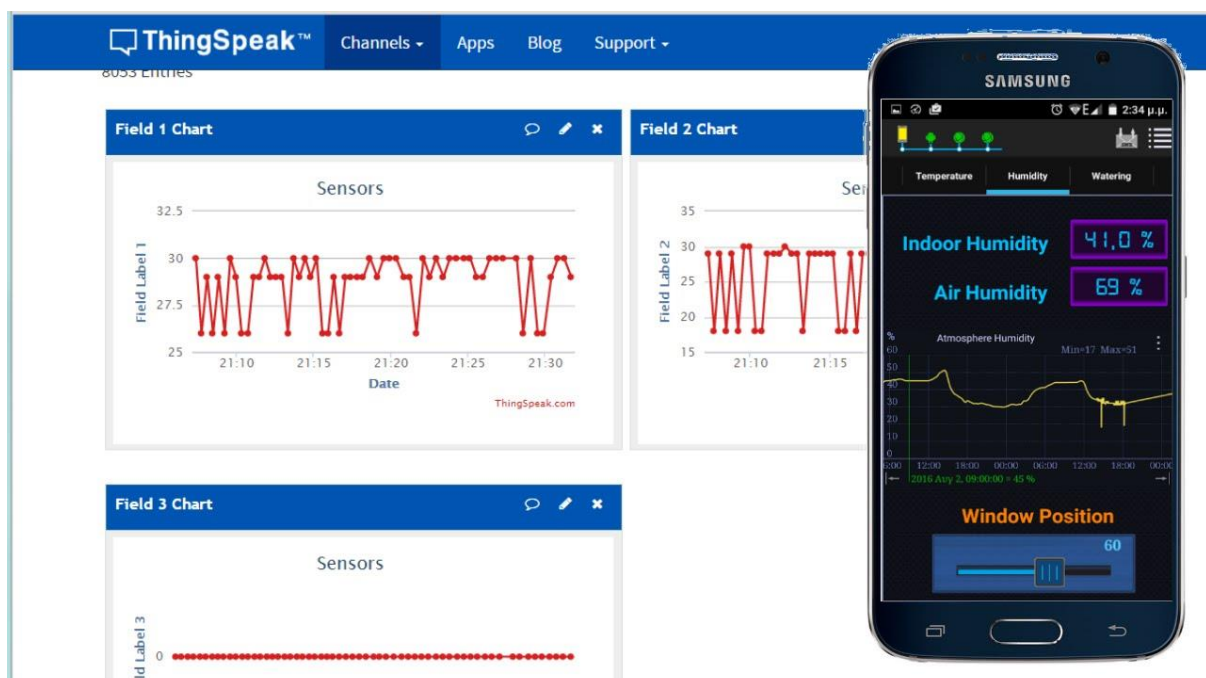 ThingSpeak™ Channels Apps Blog Support
8053 Entries
Field 1 Chart
Sensors
Field Label 1
32.5
30
27.5
25
21:10 21:15 21:20 21:25 21:30
Date
ThingSpeak.com
Field 2 Chart
Field Label 2
35
30
25
20
15
21:10 21:15
Field 3 Chart
Sensors
0
SAMSUNG
2:34 μ.μ.
Temperature Humidity Watering
Indoor Humidity 41,0 %
Air Humidity 69 %
% Atmosphere Humidity
Min=17 Max=51
60
50
40
30
20
10
0
6:00 12:00 18:00 00:00 06:00 12:00 18:00 00:00
2016 Αυγ 2, 09:00:00 = 45 %
Window Position
60